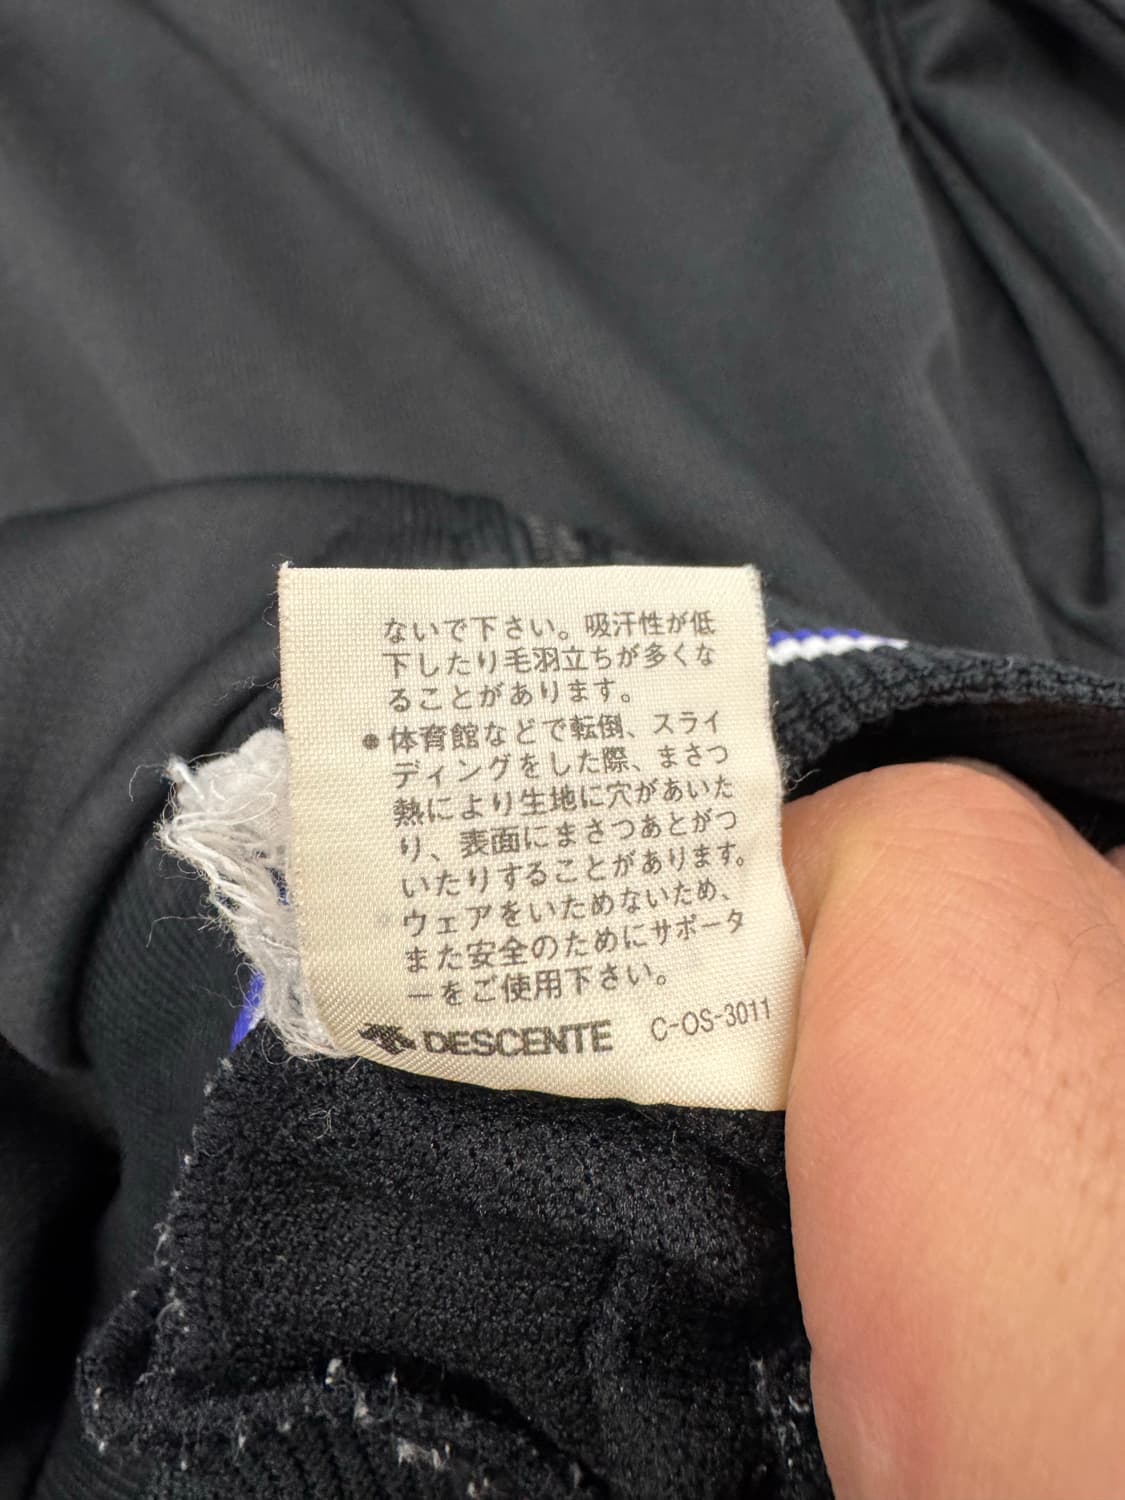 ないで下さい。吸汗性が低
下したり毛羽立ちが多くな
ることがあります。
●体育館などで転倒、スライ
ディングをした際、まさつ
熱により生地に穴があいた
り、表面にまさつあとがつ
いたりすることがあります。
ウェアをいためないため、
また安全のためにサポータ
ーをご使用下さい。
DESCENTE C-OS-3011